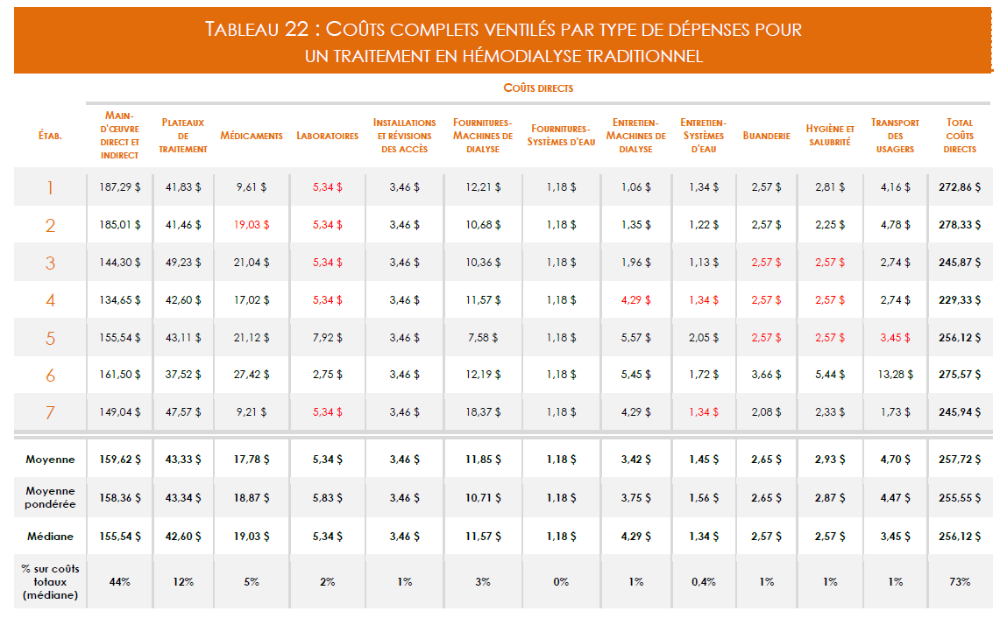 TABLEAU 22 : COÛTS COMPLETS VENTILÉS PAR TYPE DE DÉPENSES POUR
UN TRAITEMENT EN HÉMODIALYSE TRADITIONNEL
COÛTS DIRECTS
ÉTAB. MAIN-D'ŒUVRE DIRECT ET INDIRECT PLATEAUX DE TRAITEMENT MÉDICAMENTS LABORATOIRES INSTALLATIONS ET RÉVISIONS DES ACCÈS FOURNITURES-MACHINES DE DIALYSE FOURNITURES-SYSTÈMES D'EAU ENTRETIEN-MACHINES DE DIALYSE ENTRETIEN-SYSTÈMES D'EAU BUANDERIE HYGIÈNE ET SALUBRITÉ TRANSPORT DES USAGERS TOTAL COÛTS DIRECTS
1 187,29 $ 41,83 $ 9,61 $ 5,34 $ 3,46 $ 12,21 $ 1,18 $ 1,06 $ 1,34 $ 2,57 $ 2,81 $ 4,16 $ 272,86 $
2 185,01 $ 41,46 $ 19,03 $ 5,34 $ 3,46 $ 10,68 $ 1,18 $ 1,35 $ 1,22 $ 2,57 $ 2,25 $ 4,78 $ 278,33 $
3 144,30 $ 49,23 $ 21,04 $ 5,34 $ 3,46 $ 10,36 $ 1,18 $ 1,96 $ 1,13 $ 2,57 $ 2,57 $ 2,74 $ 245,87 $
4 134,65 $ 42,60 $ 17,02 $ 5,34 $ 3,46 $ 11,57 $ 1,18 $ 4,29 $ 1,34 $ 2,57 $ 2,57 $ 2,74 $ 229,33 $
5 155,54 $ 43,11 $ 21,12 $ 7,92 $ 3,46 $ 7,58 $ 1,18 $ 5,57 $ 2,05 $ 2,57 $ 2,57 $ 3,45 $ 256,12 $
6 161,50 $ 37,52 $ 27,42 $ 2,75 $ 3,46 $ 12,19 $ 1,18 $ 5,45 $ 1,72 $ 3,66 $ 5,44 $ 13,28 $ 275,57 $
7 149,04 $ 47,57 $ 9,21 $ 5,34 $ 3,46 $ 18,37 $ 1,18 $ 4,29 $ 1,34 $ 2,08 $ 2,33 $ 1,73 $ 245,94 $
Moyenne 159,62 $ 43,33 $ 17,78 $ 5,34 $ 3,46 $ 11,85 $ 1,18 $ 3,42 $ 1,45 $ 2,65 $ 2,93 $ 4,70 $ 257,72 $
Moyenne pondérée 158,36 $ 43,34 $ 18,87 $ 5,83 $ 3,46 $ 10,71 $ 1,18 $ 3,75 $ 1,56 $ 2,65 $ 2,87 $ 4,47 $ 255,55 $
Médiane 155,54 $ 42,60 $ 19,03 $ 5,34 $ 3,46 $ 11,57 $ 1,18 $ 4,29 $ 1,34 $ 2,57 $ 2,57 $ 3,45 $ 256,12 $
% sur coûts totaux (médiane) 44% 12% 5% 2% 1% 3% 0% 1% 0,4% 1% 1% 1% 73%